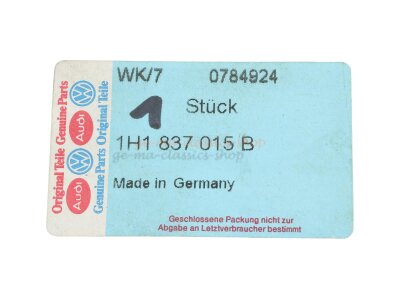 WK/7 0784924
1 Stück
1H1 837 015 B
ge-ma-classics-shop
Made in Germany
Geschlossene Packung nicht zur
Abgabe an Letztverbraucher bestimmt
Original Teile Genuine Parts
Audi
Genuine Parts Original Teile
Audi